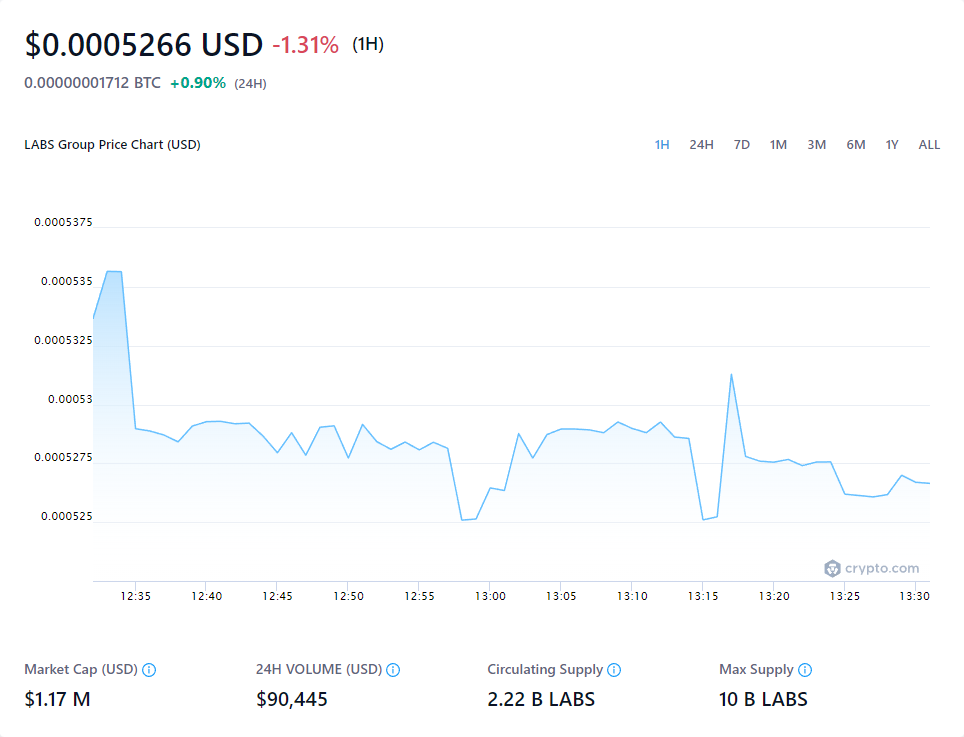 $0.0005266 USD -1.31% (1H)
0.00000001712 BTC +0.90% (24H)
LABS Group Price Chart (USD)
1H 24H 7D 1M 3M 6M 1Y ALL
0.0005375
0.000535
0.0005325
0.00053
0.0005275
0.000525
crypto.com
12:35 12:40 12:45 12:50 12:55 13:00 13:05 13:10 13:15 13:20 13:25 13:30
Market Cap (USD) 24H VOLUME (USD) Circulating Supply Max Supply
$1.17 M $90,445 2.22 B LABS 10 B LABS